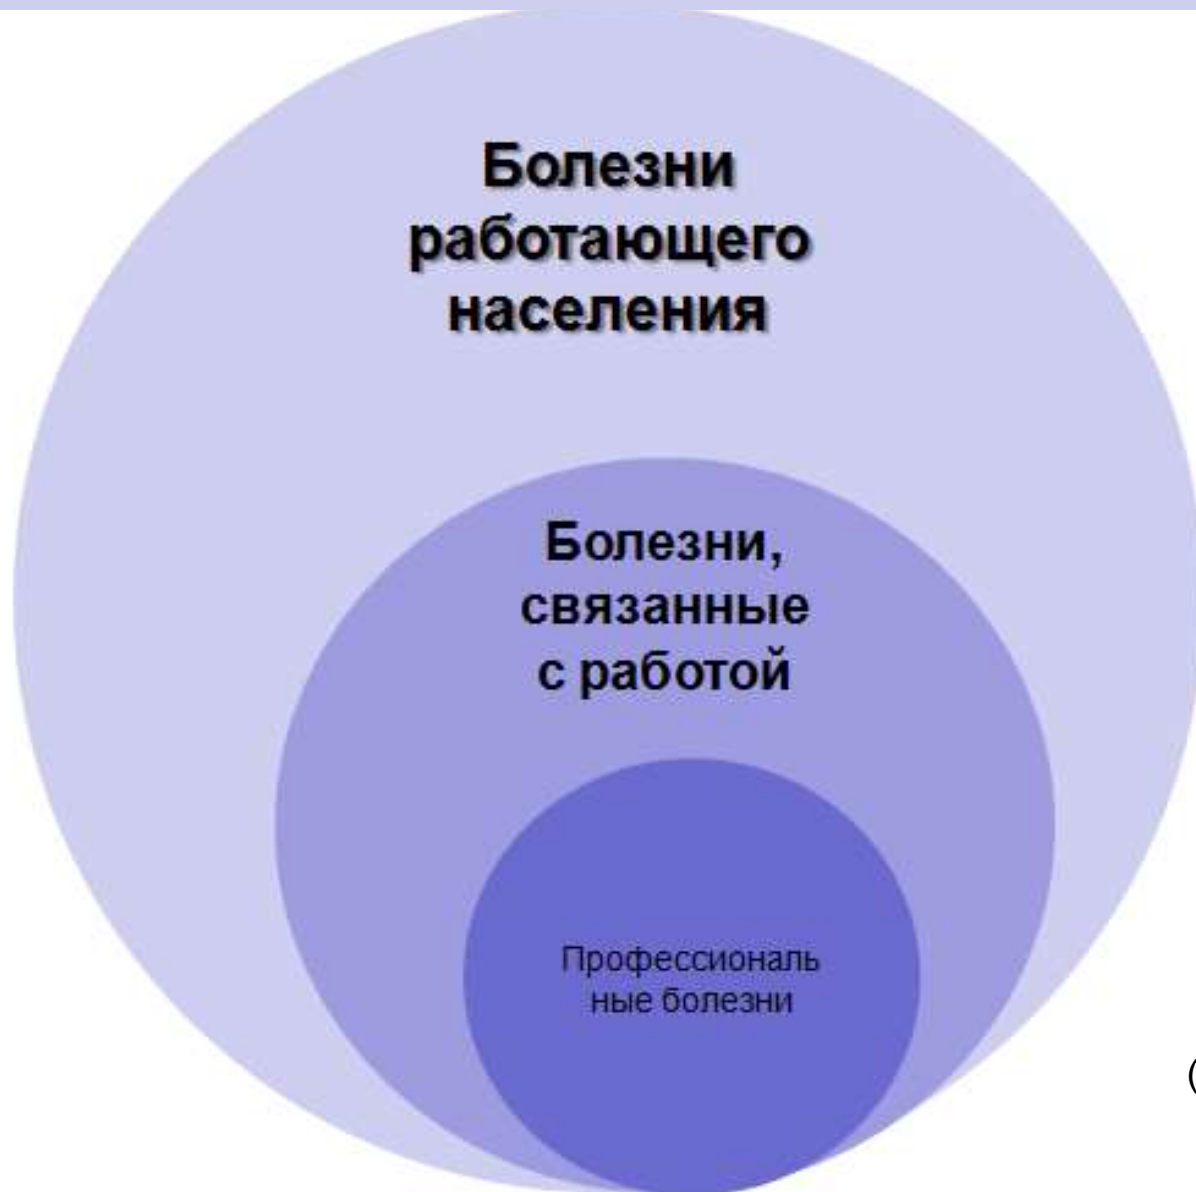 Болезни
работающего
населения
Болезни,
связанные
с работой
Профессиональ
ные болезни
(